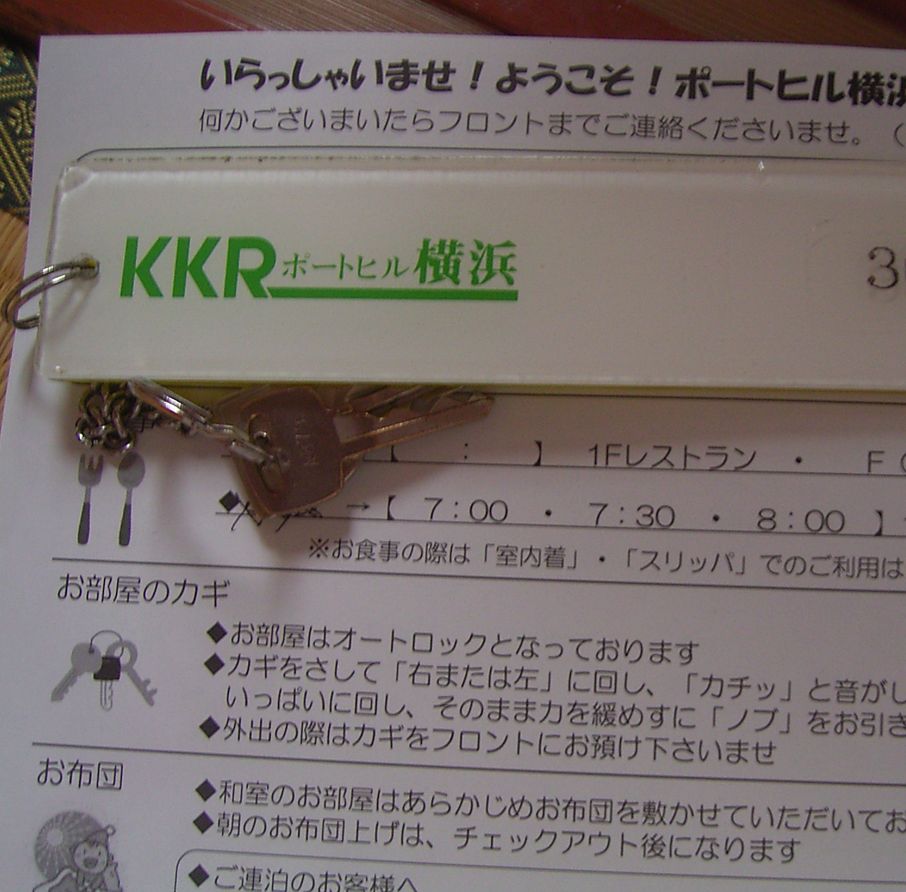 いらっしゃいませ！ようこそ！ポートヒル横浜
何かございまいたらフロントまでご連絡くださいませ。（
KKRポートヒル横浜
3
【　：　】　1Fレストラン　・　F
→【　7：00　・　7：30　・　8：00　】
※お食事の際は「室内着」・「スリッパ」でのご利用は
お部屋のカギ
◆お部屋はオートロックとなっております
◆カギをさして「右または左」に回し、「カチッ」と音がし
いっぱいに回し、そのまま力を緩めすに「ノブ」をお引き
◆外出の際はカギをフロントにお預け下さいませ
お布団
◆和室のお部屋はあらかじめお布団を敷かせていただいてお
◆朝のお布団上げは、チェックアウト後になります
◆ご連泊のお客様へ